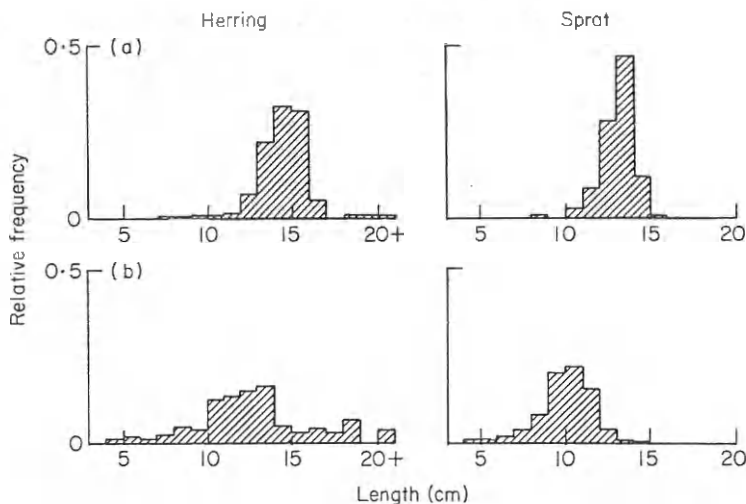 Herring Sprat
0.5 (a)
Relative frequency
0
5 10 15 20+ 5 10 15 20
0.5 (b)
0
5 10 15 20+ 5 10 15 20
Length (cm)